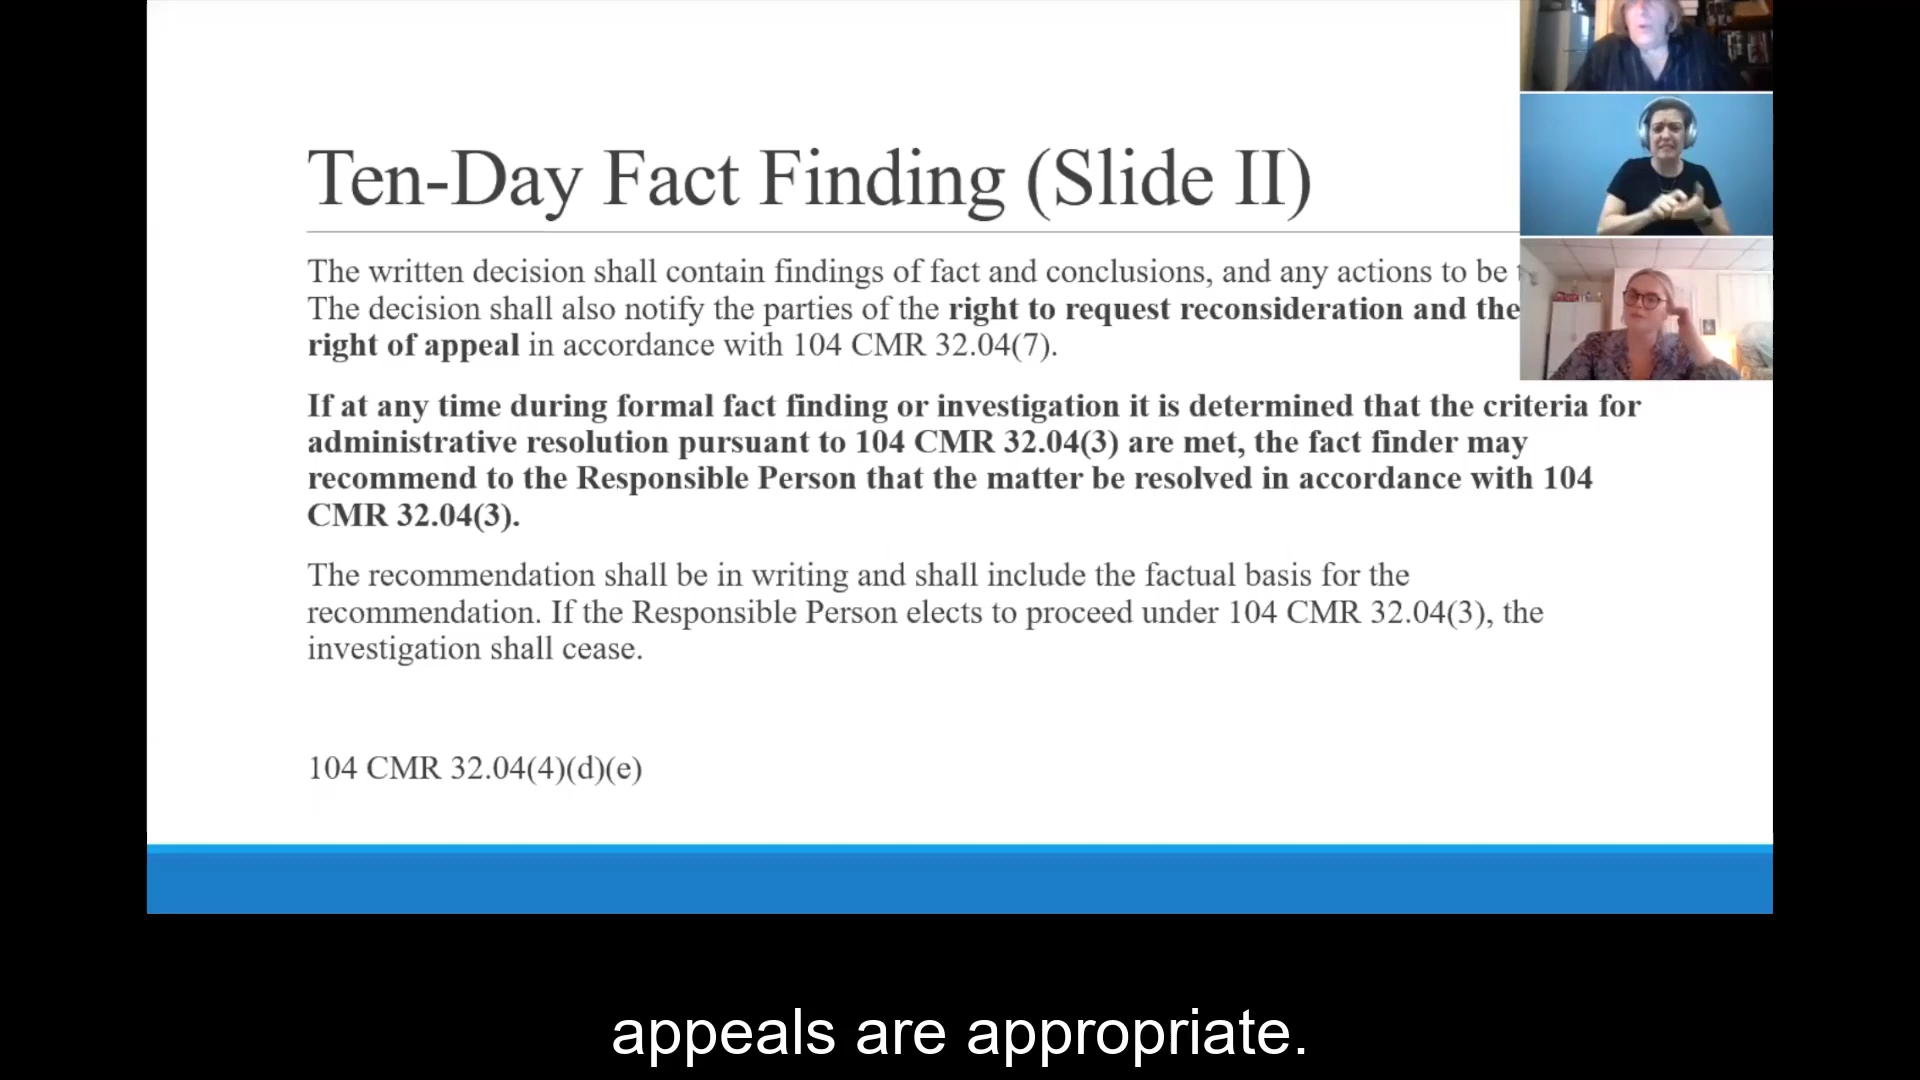 Ten-Day Fact Finding (Slide II)
The written decision shall contain findings of fact and conclusions, and any actions to be
The decision shall also notify the parties of the right to request reconsideration and the
right of appeal in accordance with 104 CMR 32.04(7).
If at any time during formal fact finding or investigation it is determined that the criteria for
administrative resolution pursuant to 104 CMR 32.04(3) are met, the fact finder may
recommend to the Responsible Person that the matter be resolved in accordance with 104
CMR 32.04(3).
The recommendation shall be in writing and shall include the factual basis for the
recommendation. If the Responsible Person elects to proceed under 104 CMR 32.04(3), the
investigation shall cease.
104 CMR 32.04(4)(d)(e)
appeals are appropriate.